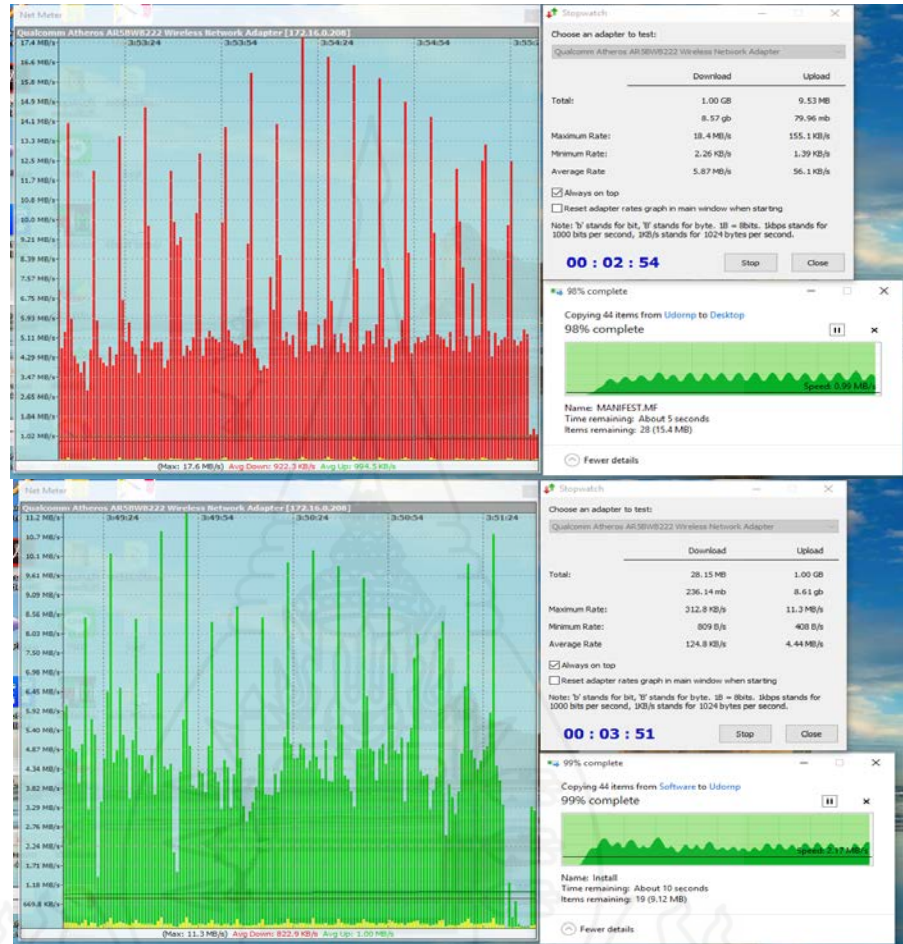 Net Meter
Qualcomm Atheros AR5BWB222 Wireless Network Adapter [172.16.0.208]
17.4 MB/s
3:53:24
3:53:54
3:54:24
3:54:54
16.6 MB/s
15.8 MB/s
14.9 MB/s
14.1 MB/s
13.3 MB/s
12.5 MB/s
11.7 MB/s
10.8 MB/s
10.0 MB/s
9.21 MB/s
8.39 MB/s
7.57 MB/s
6.75 MB/s
5.93 MB/s
5.11 MB/s
4.29 MB/s
3.47 MB/s
2.65 MB/s
1.84 MB/s
1.02 MB/s
(Max: 17.6 MB/s) Avg Down: 922.3 KB/s Avg Up: 994.5 KB/s
Stopwatch
Choose an adapter to test:
Qualcomm Atheros AR5BWB222 Wireless Network Adapter
Download Upload
Total: 1.00 GB 9.53 MB
8.57 gb 79.96 mb
Maximum Rate: 18.4 MB/s 155.1 KB/s
Minimum Rate: 2.26 KB/s 1.39 KB/s
Average Rate 5.87 MB/s 56.1 KB/s
Always on top
Reset adapter rates graph in main window when starting
Note: 'b' stands for bit, 'B' stands for byte. 1B = 8bits. 1kbps stands for
1000 bits per second, 1KB/s stands for 1024 bytes per second.
00 : 02 : 54 Stop Close
98% complete
Copying 44 items from Udornp to Desktop
98% complete
Speed: 0.99 MB/s
Name: MANIFEST.MF
Time remaining: About 5 seconds
Items remaining: 28 (15.4 MB)
Fewer details
Net Meter
Qualcomm Atheros AR5BWB222 Wireless Network Adapter [172.16.0.208]
11.2 MB/s
3:49:24
3:49:54
3:50:24
3:50:54
3:51:24
10.7 MB/s
10.1 MB/s
9.61 MB/s
9.09 MB/s
8.56 MB/s
8.03 MB/s
7.50 MB/s
6.98 MB/s
6.45 MB/s
5.92 MB/s
5.40 MB/s
4.87 MB/s
4.34 MB/s
3.82 MB/s
3.29 MB/s
2.76 MB/s
2.24 MB/s
1.71 MB/s
1.18 MB/s
669.8 KB/s
(Max: 11.3 MB/s) Avg Down: 822.9 KB/s Avg Up: 1.00 MB/s
Stopwatch
Choose an adapter to test:
Qualcomm Atheros AR5BWB222 Wireless Network Adapter
Download Upload
Total: 28.15 MB 1.00 GB
236.14 mb 8.61 gb
Maximum Rate: 312.8 KB/s 11.3 MB/s
Minimum Rate: 809 B/s 408 B/s
Average Rate 124.8 KB/s 4.44 MB/s
Always on top
Reset adapter rates graph in main window when starting
Note: 'b' stands for bit, 'B' stands for byte. 1B = 8bits. 1kbps stands for
1000 bits per second, 1KB/s stands for 1024 bytes per second.
00 : 03 : 51 Stop Close
99% complete
Copying 44 items from Software to Udornp
99% complete
Speed: 2.17 MB/s
Name: Install
Time remaining: About 10 seconds
Items remaining: 19 (9.12 MB)
Fewer details